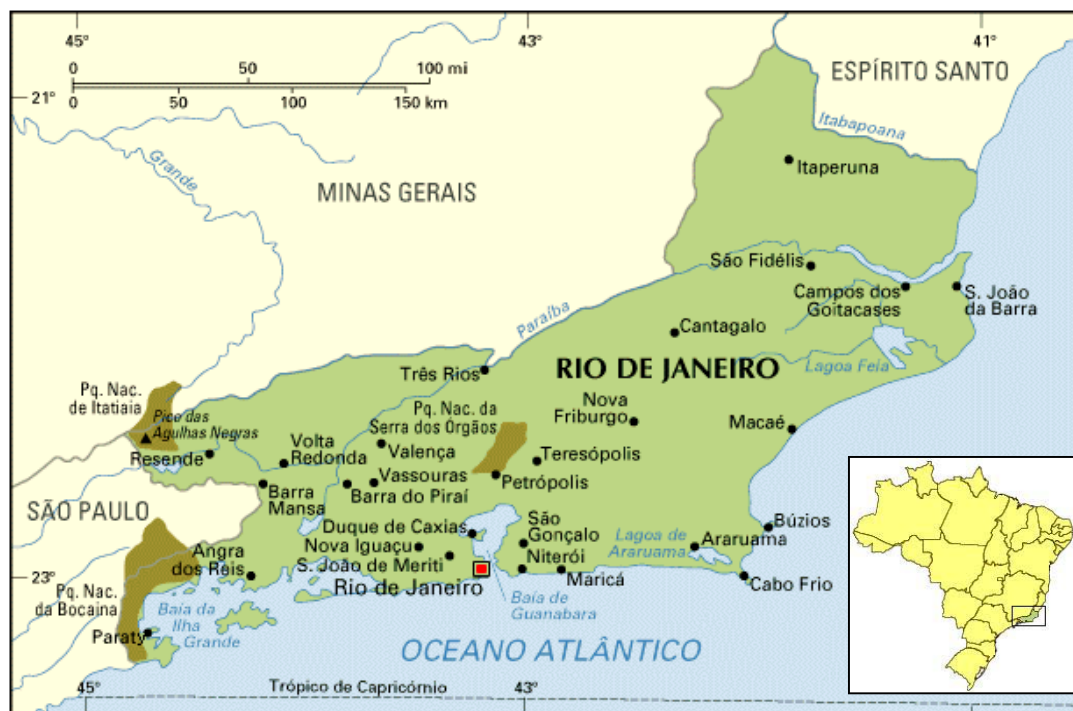 45°
43°
41°
0 50 100 mi
0 50 100 150 km
21°
ESPÍRITO SANTO
Itabapoana
Grande
MINAS GERAIS
Itaperuna
São Fidélis
Campos dos
Goitacases
S. João
da Barra
Paraíba
Cantagalo
Lagoa Feia
Três Rios
RIO DE JANEIRO
Pq. Nac.
de Itatiaia
Pico das
Agulhas Negras
Pq. Nac. da
Serra dos Órgãos
Nova
Friburgo
Macaé
Resende
Volta
Redonda
Valença
Teresópolis
Vassouras
Petrópolis
Barra
Mansa
Barra do Piraí
SÃO PAULO
Duque de Caxias
São
Gonçalo
Lagoa de
Araruama
Araruama
Búzios
Angra
dos Reis
Nova Iguaçu
Niterói
S. João de Meriti
23°
Rio de Janeiro
Maricá
Cabo Frio
Pq. Nac.
da Bocaina
Baía da
Ilha
Grande
Baía de
Guanabara
Paraty
OCEANO ATLÂNTICO
Trópico de Capricórnio
45°
43°